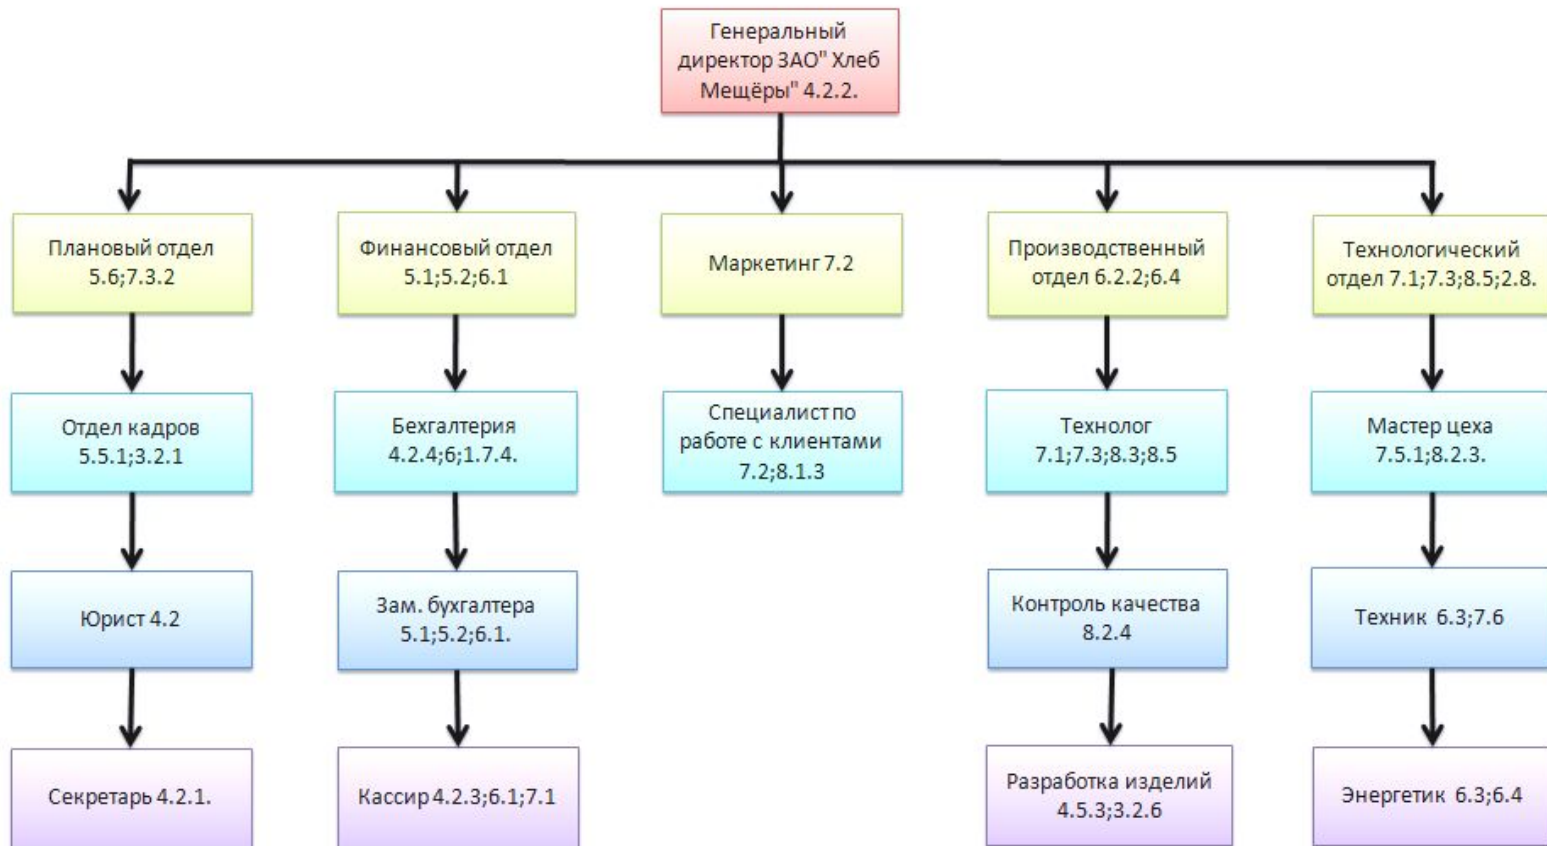 Генеральный
директор ЗАО" Хлеб
Мещёры" 4.2.2.
Плановый отдел
5.6;7.3.2
Финансовый отдел
5.1;5.2;6.1
Маркетинг 7.2
Производственный
отдел 6.2.2;6.4
Технологический
отдел 7.1;7.3;8.5;2.8.
Отдел кадров
5.5.1;3.2.1
Бехгалтерия
4.2.4;6;1.7.4.
Специалист по
работе с клиентами
7.2;8.1.3
Технолог
7.1;7.3;8.3;8.5
Мастер цеха
7.5.1;8.2.3.
Юрист 4.2
Зам. бухгалтера
5.1;5.2;6.1.
Контроль качества
8.2.4
Техник 6.3;7.6
Секретарь 4.2.1.
Кассир 4.2.3;6.1;7.1
Разработка изделий
4.5.3;3.2.6
Энергетик 6.3;6.4